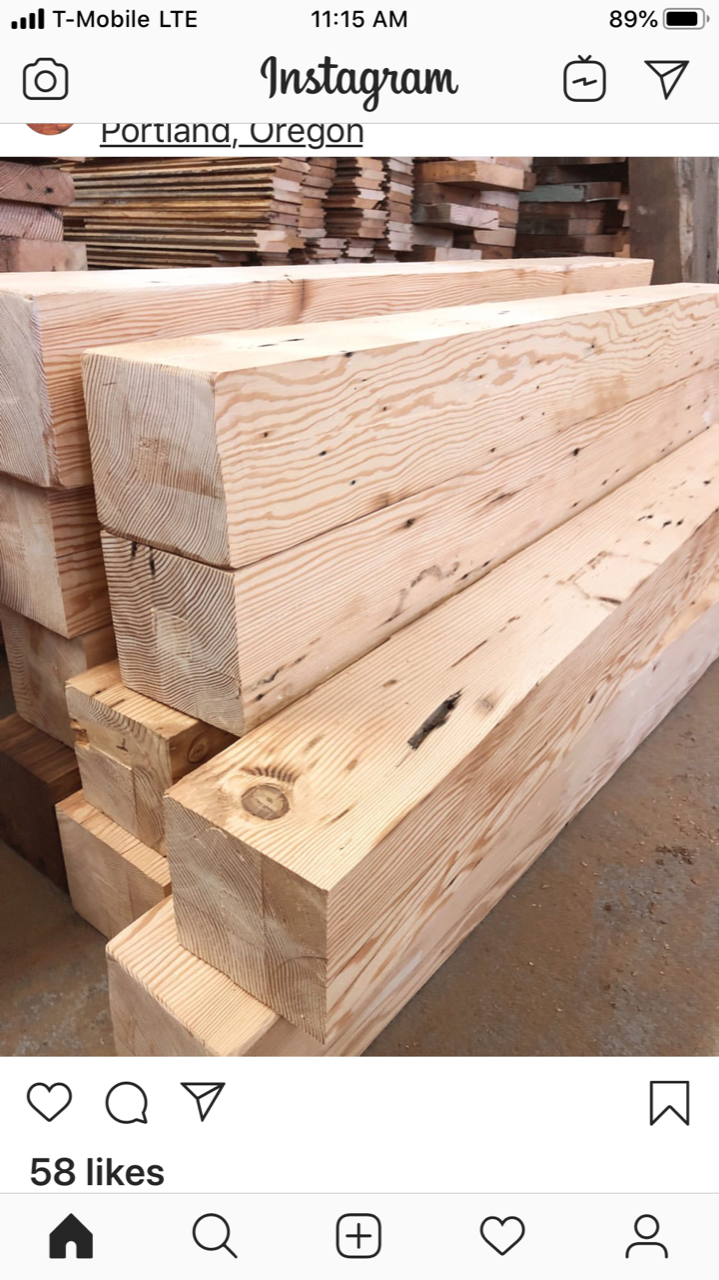 T-Mobile LTE 11:15 AM 89%
Instagram
Portland, Oregon
58 likes